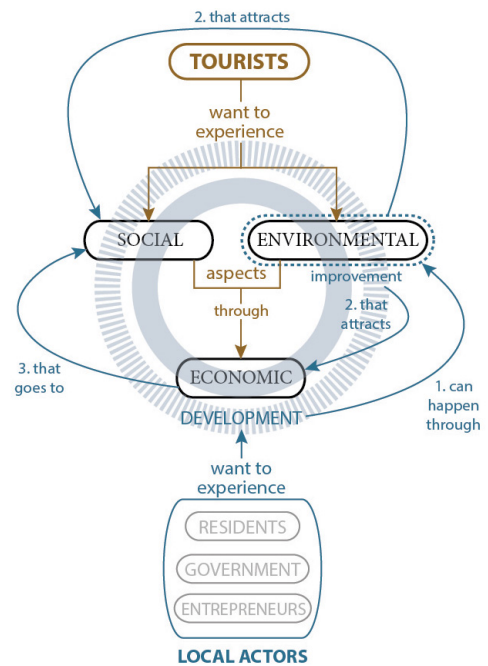 2. that attracts
TOURISTS
want to
experience
SOCIAL
ENVIRONMENTAL
aspects
improvement
through
2. that
attracts
3. that
goes to
ECONOMIC
1. can
happen
through
DEVELOPMENT
want to
experience
RESIDENTS
GOVERNMENT
ENTREPRENEURS
LOCAL ACTORS